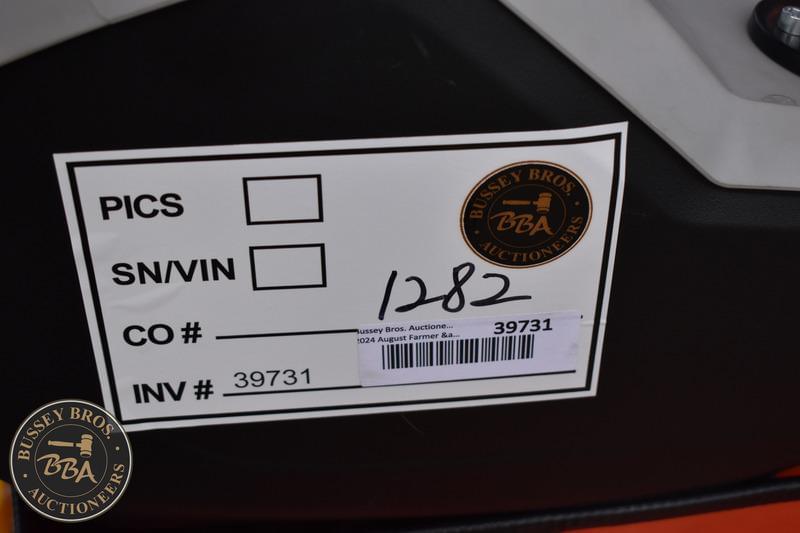 PICS
BUSSEY BROS.
BBA
AUCTIONEERS
SN/VIN
1282
CO #
Bussey Bros. Auctione...
2024 August Farmer &a...
39731
INV # 39731
BUSSEY BROS.
BBA
AUCTIONEERS